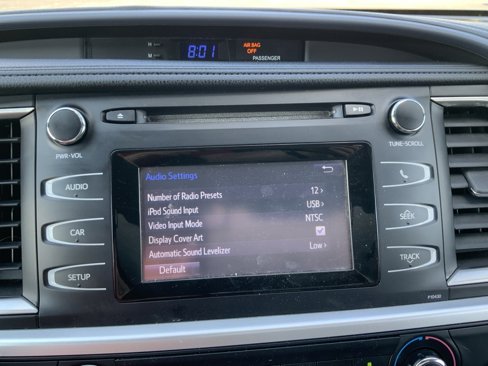 H
M
8:01
AIR BAG
OFF
PASSENGER
PWR•VOL
TUNE•SCROLL
AUDIO
CAR
SETUP
SEEK
TRACK
Audio Settings
Number of Radio Presets 12 >
iPod Sound Input USB >
Video Input Mode NTSC
Display Cover Art
Automatic Sound Levelizer Low >
Default
P10430